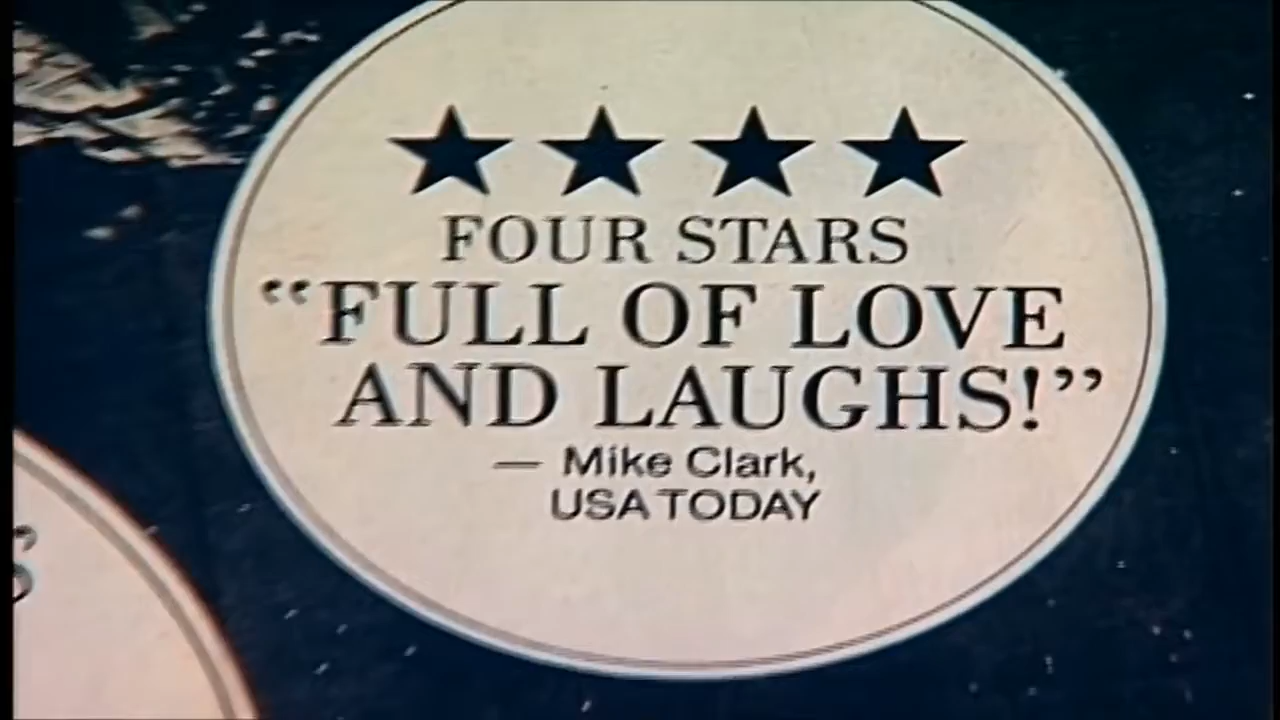 ★★★★
FOUR STARS
“FULL OF LOVE
AND LAUGHS!”
— Mike Clark,
USA TODAY